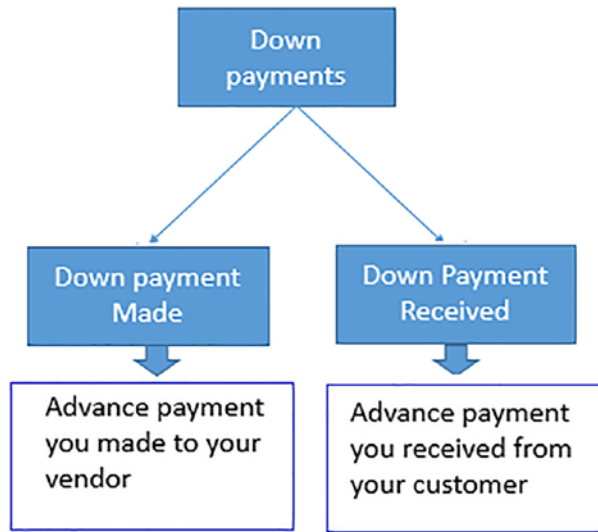 Down
payments
Down payment
Made
Down Payment
Received
Advance payment
you made to your
vendor
Advance payment
you received from
your customer